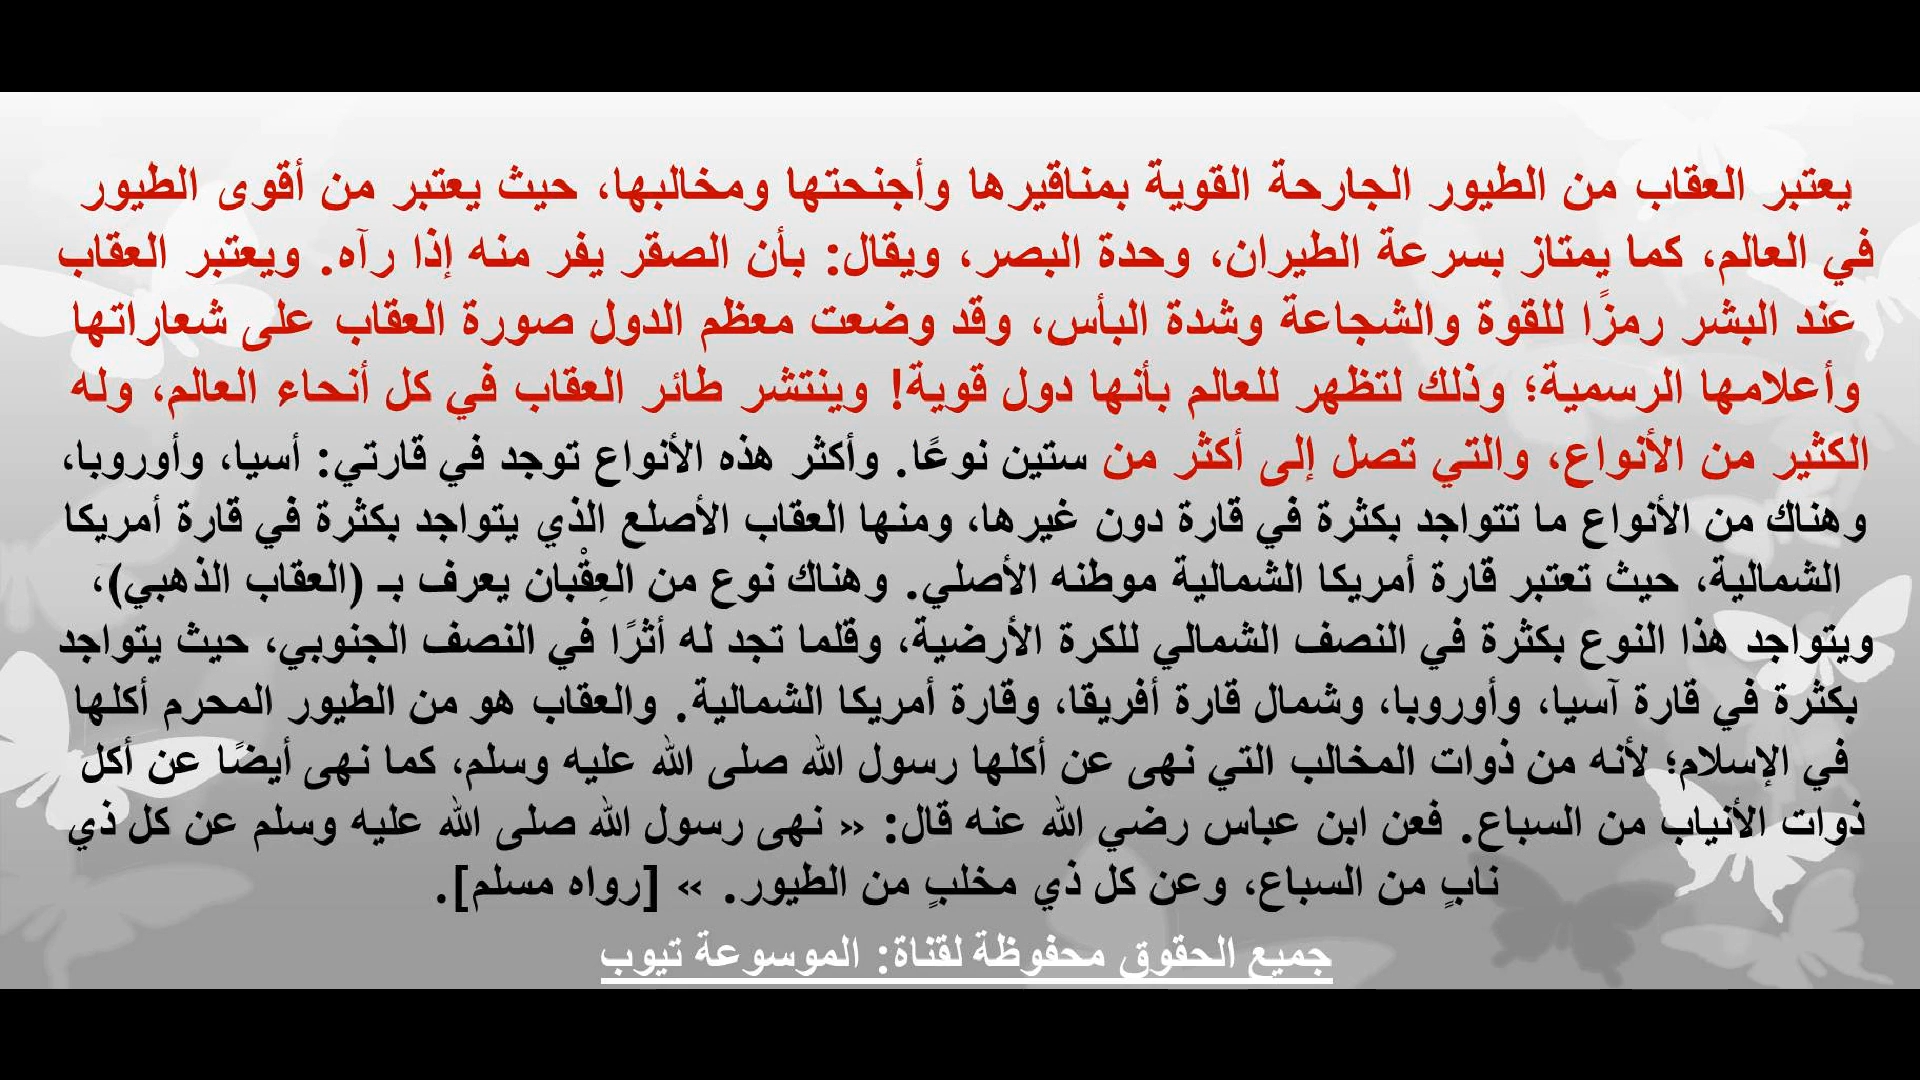 يعتبر العقاب من الطيور الجارحة القوية بمناقيرها وأجنحتها ومخالبها، حيث يعتبر من أقوى الطيور
في العالم، كما يمتاز بسرعة الطيران، وحدة البصر، ويقال: بأن الصقر يفر منه إذا رآه. ويعتبر العقاب
عند البشر رمزًا للقوة والشجاعة وشدة البأس، وقد وضعت معظم الدول صورة العقاب على شعاراتها
وأعلامها الرسمية؛ وذلك لتظهر للعالم بأنها دول قوية! وينتشر طائر العقاب في كل أنحاء العالم، وله
الكثير من الأنواع، والتي تصل إلى أكثر من ستين نوعًا. وأكثر هذه الأنواع توجد في قارتي: أسيا، وأوروبا،
وهناك من الأنواع ما تتواجد بكثرة في قارة دون غيرها، ومنها العقاب الأصلع الذي يتواجد بكثرة في قارة أمريكا
الشمالية، حيث تعتبر قارة أمريكا الشمالية موطنه الأصلي. وهناك نوع من العِقْبان يعرف بـ (العقاب الذهبي)،
ويتواجد هذا النوع بكثرة في النصف الشمالي للكرة الأرضية، وقلما تجد له أثرًا في النصف الجنوبي، حيث يتواجد
بكثرة في قارة آسيا، وأوروبا، وشمال قارة أفريقا، وقارة أمريكا الشمالية. والعقاب هو من الطيور المحرم أكلها
في الإسلام؛ لأنه من ذوات المخالب التي نهى عن أكلها رسول الله صلى الله عليه وسلم، كما نهى أيضًا عن أكل
ذوات الأنياب من السباع. فعن ابن عباس رضي الله عنه قال: « نهى رسول الله صلى الله عليه وسلم عن كل ذي
نابٍ من السباع، وعن كل ذي مخلبٍ من الطيور. » [رواه مسلم].
جميع الحقوق محفوظة لقناة: الموسوعة تيوب